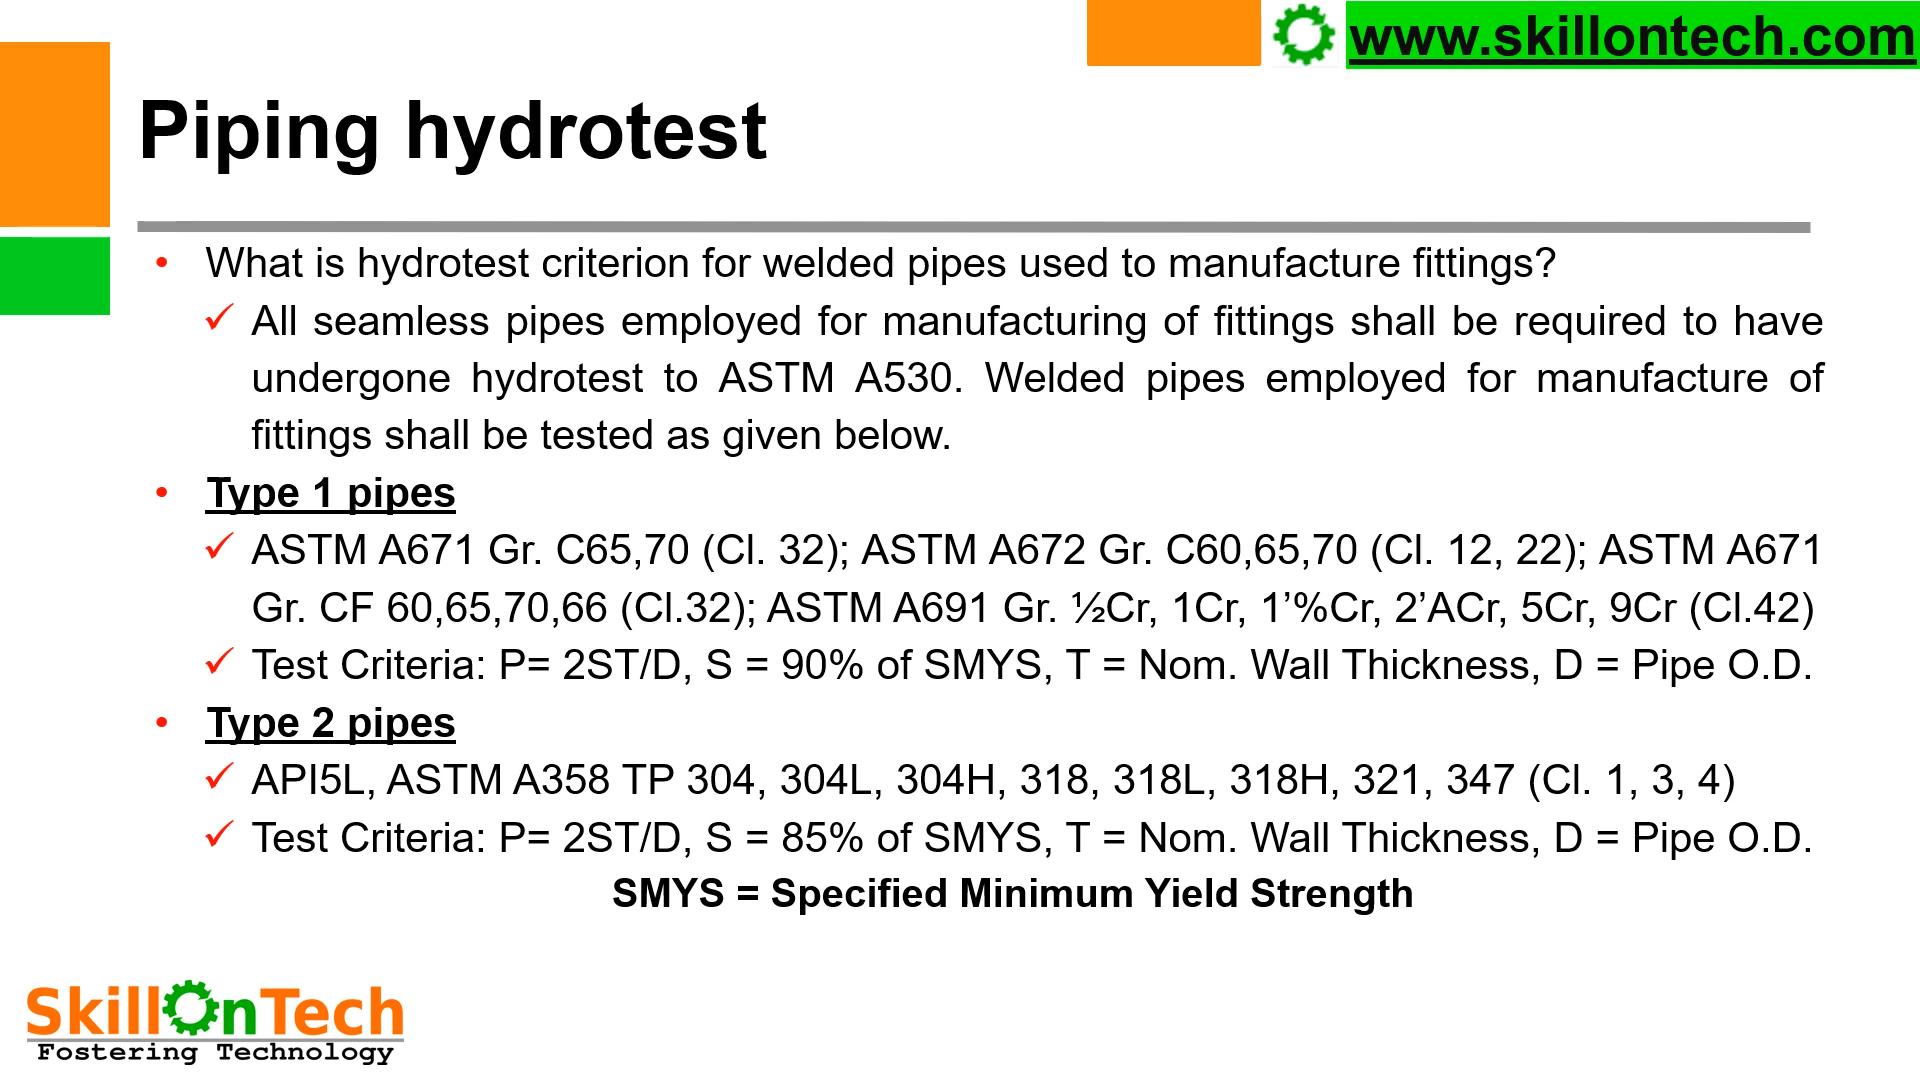 www.skillontech.com
Piping hydrotest
• What is hydrotest criterion for welded pipes used to manufacture fittings?
✓ All seamless pipes employed for manufacturing of fittings shall be required to have
undergone hydrotest to ASTM A530. Welded pipes employed for manufacture of
fittings shall be tested as given below.
• Type 1 pipes
✓ ASTM A671 Gr. C65,70 (Cl. 32); ASTM A672 Gr. C60,65,70 (Cl. 12, 22); ASTM A671
Gr. CF 60,65,70,66 (Cl.32); ASTM A691 Gr. ½Cr, 1Cr, 1’%Cr, 2’ACr, 5Cr, 9Cr (Cl.42)
✓ Test Criteria: P= 2ST/D, S = 90% of SMYS, T = Nom. Wall Thickness, D = Pipe O.D.
• Type 2 pipes
✓ API5L, ASTM A358 TP 304, 304L, 304H, 318, 318L, 318H, 321, 347 (Cl. 1, 3, 4)
✓ Test Criteria: P= 2ST/D, S = 85% of SMYS, T = Nom. Wall Thickness, D = Pipe O.D.
SMYS = Specified Minimum Yield Strength
SkillOnTech
Fostering Technology